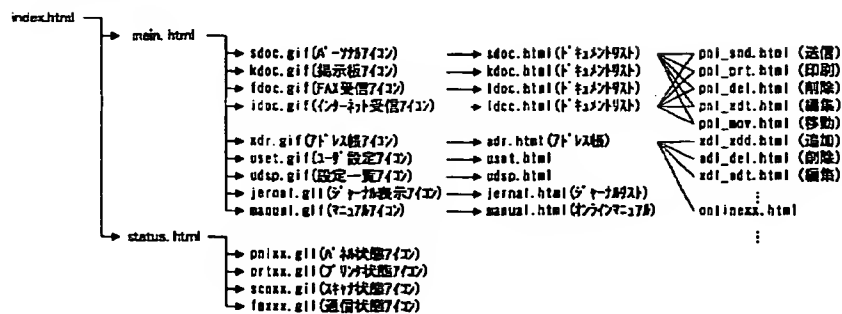 index.html
main. html
sdoc.gif(ﾊﾟｰｿﾅﾙｱｲｺﾝ) sdoc.html(ﾄﾞｷｭﾒﾝﾄﾘｽﾄ) pnl_snd.html (送信)
kdoc.gif(掲示板ｱｲｺﾝ) kdoc.html(ﾄﾞｷｭﾒﾝﾄﾘｽﾄ) pnl_prt.html (印刷)
fdoc.gif(FAX受信ｱｲｺﾝ) fdoc.html(ﾄﾞｷｭﾒﾝﾄﾘｽﾄ) pnl_del.html (削除)
idoc.gif(ｲﾝﾀｰﾈｯﾄ受信ｱｲｺﾝ) idoc.html(ﾄﾞｷｭﾒﾝﾄﾘｽﾄ) pnl_edt.html (編集)
pnl_mov.html (移動)
adr.gif(ｱﾄﾞﾚｽ帳ｱｲｺﾝ) adr.html(ｱﾄﾞﾚｽ帳) adl_add.html (追加)
uset.gif(ﾕｰｻﾞ設定ｱｲｺﾝ) uset.html adl_del.html (削除)
udsp.gif(設定一覧ｱｲｺﾝ) udsp.html adl_edt.html (編集)
jernal.gif(ｼﾞｬｰﾅﾙ表示ｱｲｺﾝ) jernal.html(ｼﾞｬｰﾅﾙﾘｽﾄ)
manual.gif(ﾏﾆｭｱﾙｱｲｺﾝ) manual.html(ｵﾝﾗｲﾝﾏﾆｭｱﾙ) onlinexx.html
status.html
pnlxx.gif(ﾊﾟﾈﾙ状態ｱｲｺﾝ)
prtxx.gif(ﾌﾟﾘﾝﾀ状態ｱｲｺﾝ)
scnxx.gif(ｽｷｬﾅ状態ｱｲｺﾝ)
faxxx.gif(通信状態ｱｲｺﾝ)